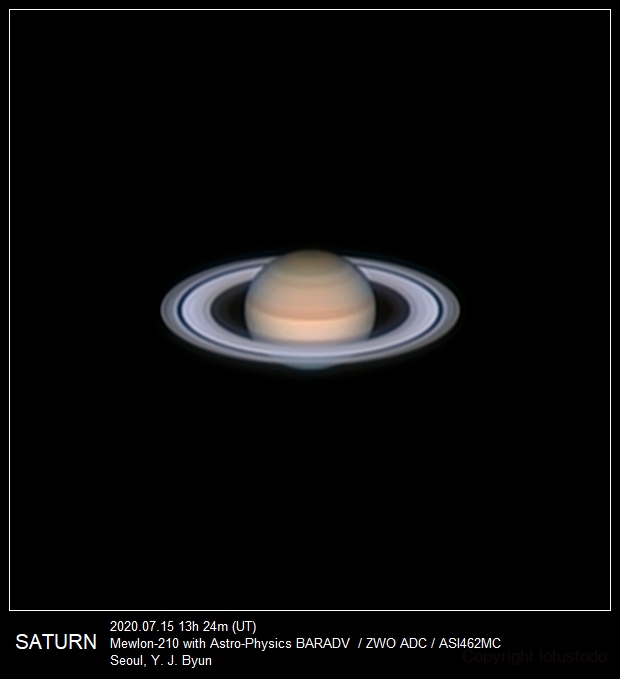 SATURN
2020.07.15 13h 24m (UT)
Mewlon-210 with Astro-Physics BARADV / ZWO ADC / ASI462MC
Seoul, Y. J. Byun
Copyright lotustodo